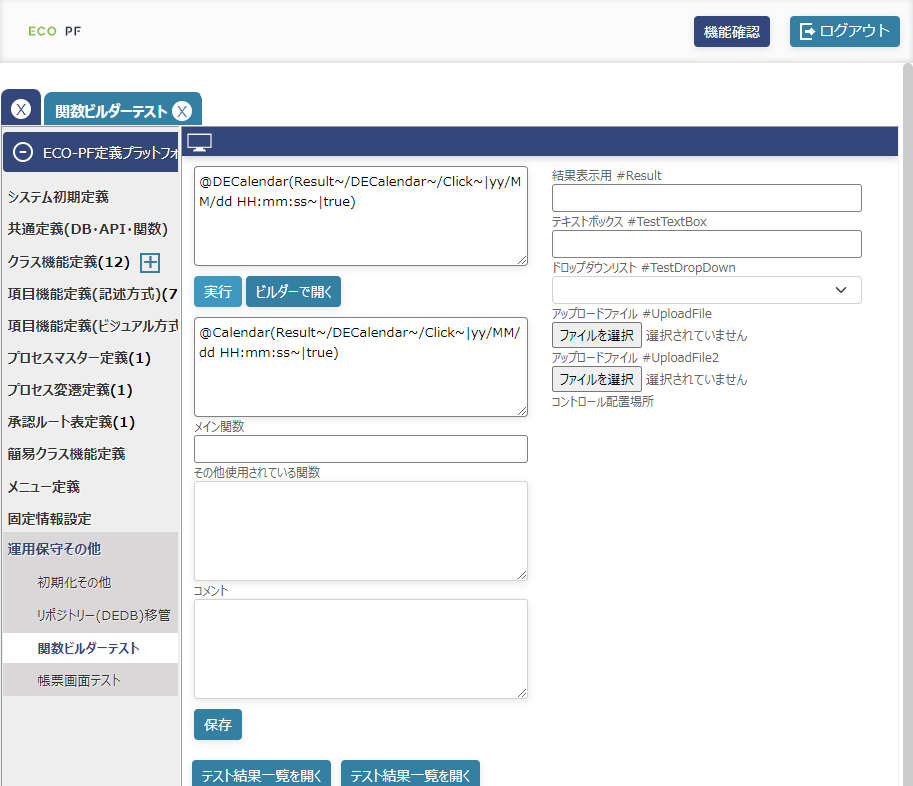 ECO PF
機能確認
ログアウト
X
関数ビルダーテスト X
ECO-PF定義プラットフォ
システム初期定義
共通定義(DB・API・関数)
クラス機能定義(12)
項目機能定義(記述方式)(7
項目機能定義(ビジュアル方式
プロセスマスター定義(1)
プロセス変遷定義(1)
承認ルート表定義(1)
簡易クラス機能定義
メニュー定義
固定情報設定
運用保守その他
初期化その他
リポジトリー(DEDB)移管
関数ビルダーテスト
帳票画面テスト
@DECalendar(Result~/DECalendar~/Click~|yy/M
M/dd HH:mm:ss~|true)
実行
ビルダーで開く
@Calendar(Result~/DECalendar~/Click~|yy/MM/
dd HH:mm:ss~|true)
メイン関数
その他使用されている関数
コメント
保存
テスト結果一覧を開く
テスト結果一覧を開く
結果表示用 #Result
テキストボックス #TestTextBox
ドロップダウンリスト #TestDropDown
アップロードファイル #UploadFile
ファイルを選択 選択されていません
アップロードファイル #UploadFile2
ファイルを選択 選択されていません
コントロール配置場所